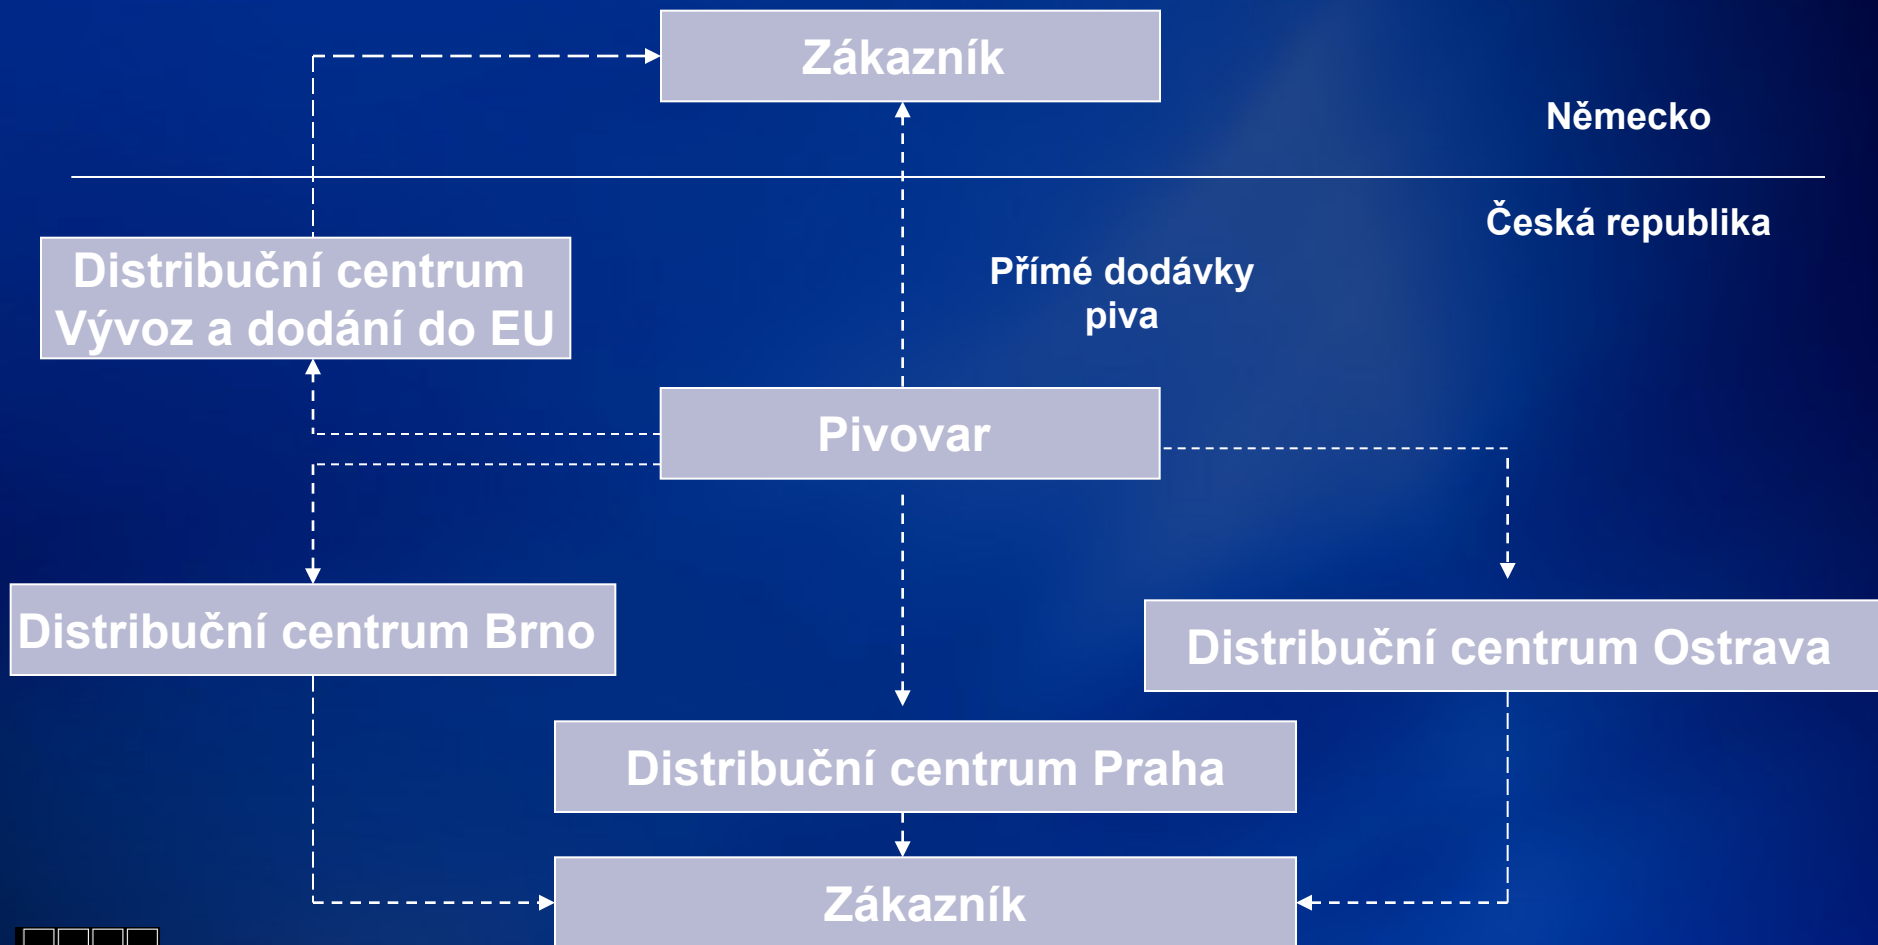 Zákazník
Německo
Česká republika
Distribuční centrum
Vývoz a dodání do EU
Přímé dodávky
piva
Pivovar
Distribuční centrum Brno
Distribuční centrum Ostrava
Distribuční centrum Praha
Zákazník